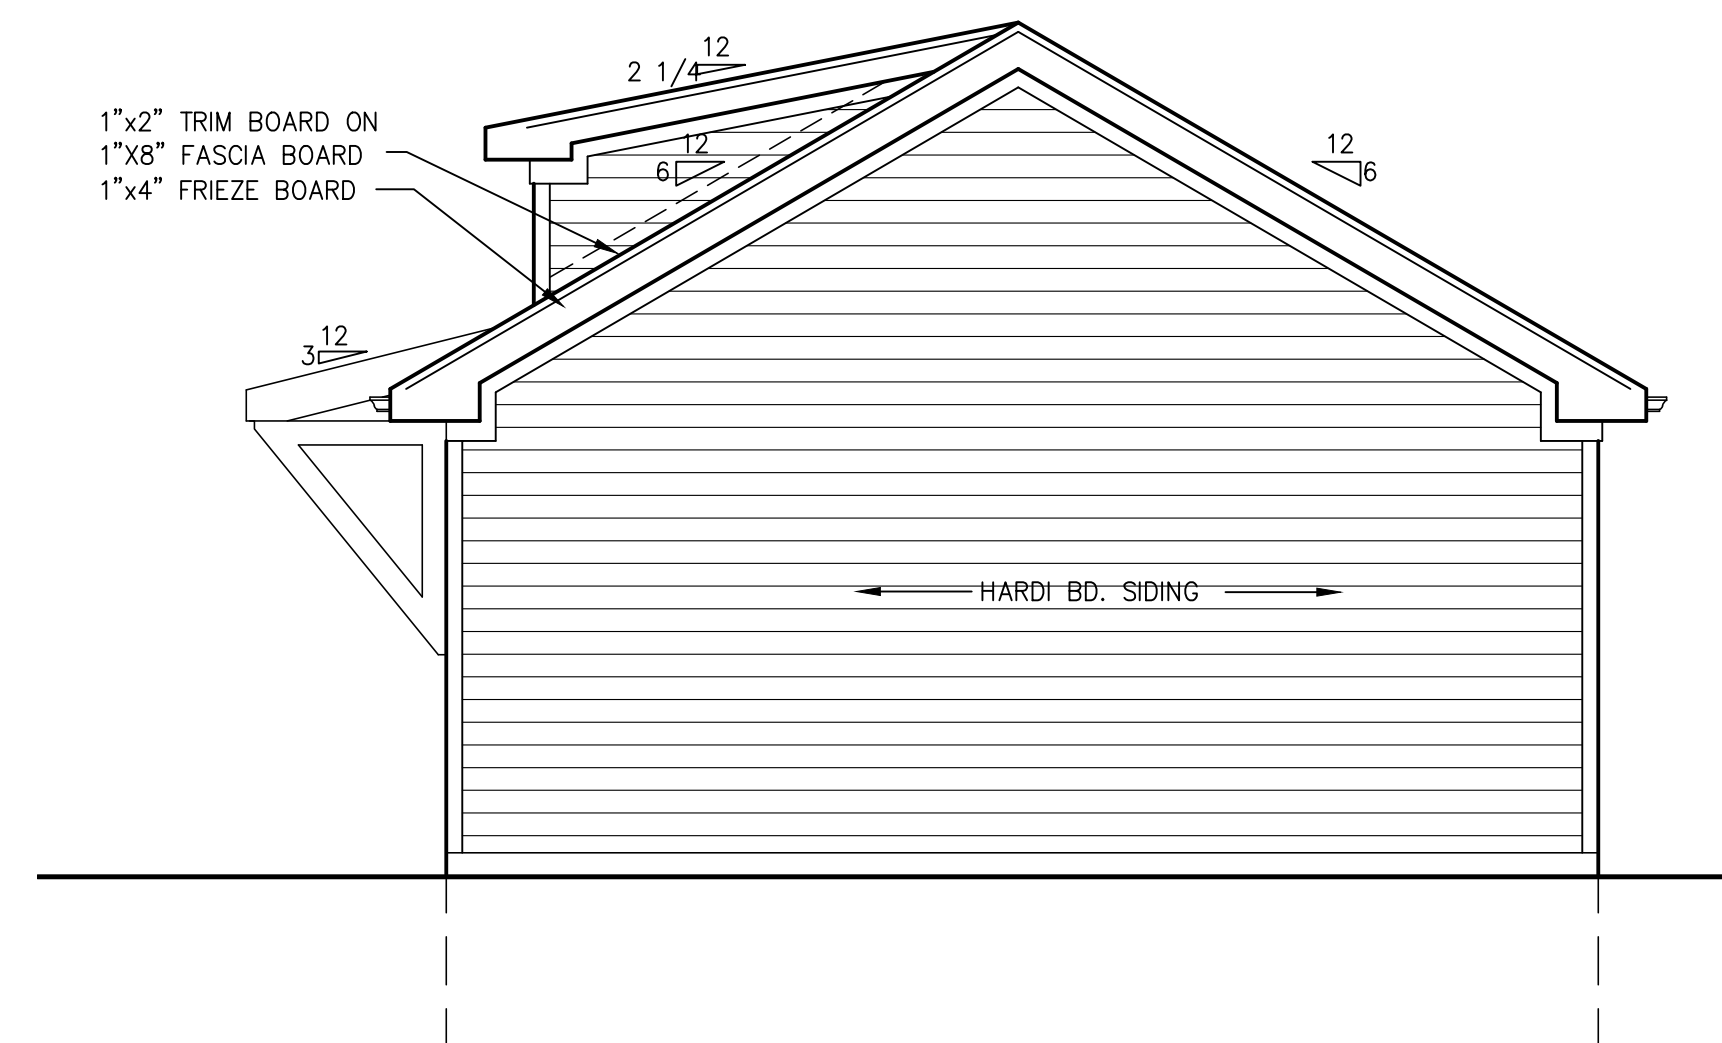 12
2 1/4
1”x2” TRIM BOARD ON
1”X8” FASCIA BOARD
1”x4” FRIEZE BOARD
12
6
12
6
12
3
HARDI BD. SIDING